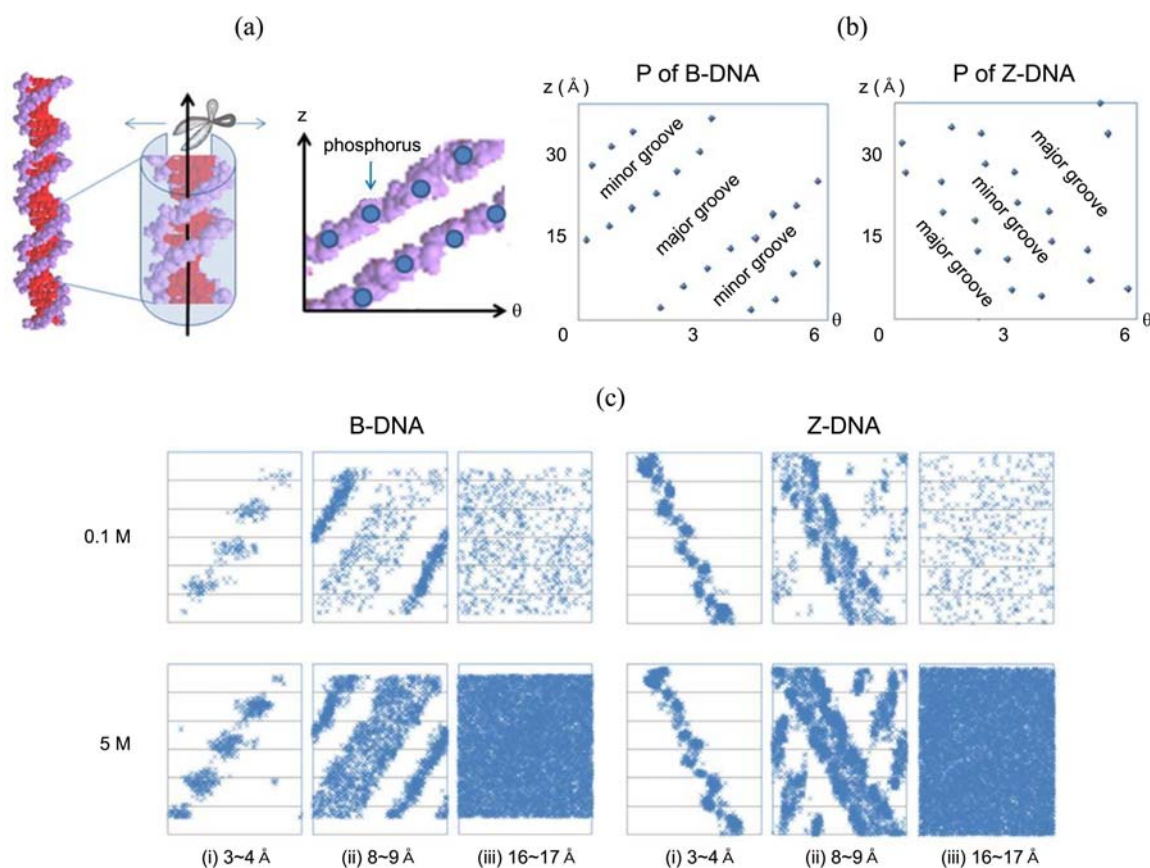 (a)
z
phosphorus
θ
(b)
P of B-DNA
z ( Å )
30
15
0
3
6
θ
minor groove
major groove
minor groove
P of Z-DNA
z ( Å )
30
15
0
3
6
θ
major groove
minor groove
major groove
(c)
B-DNA
Z-DNA
0.1 M
5 M
(i) 3~4 Å
(ii) 8~9 Å
(iii) 16~17 Å
(i) 3~4 Å
(ii) 8~9 Å
(iii) 16~17 Å